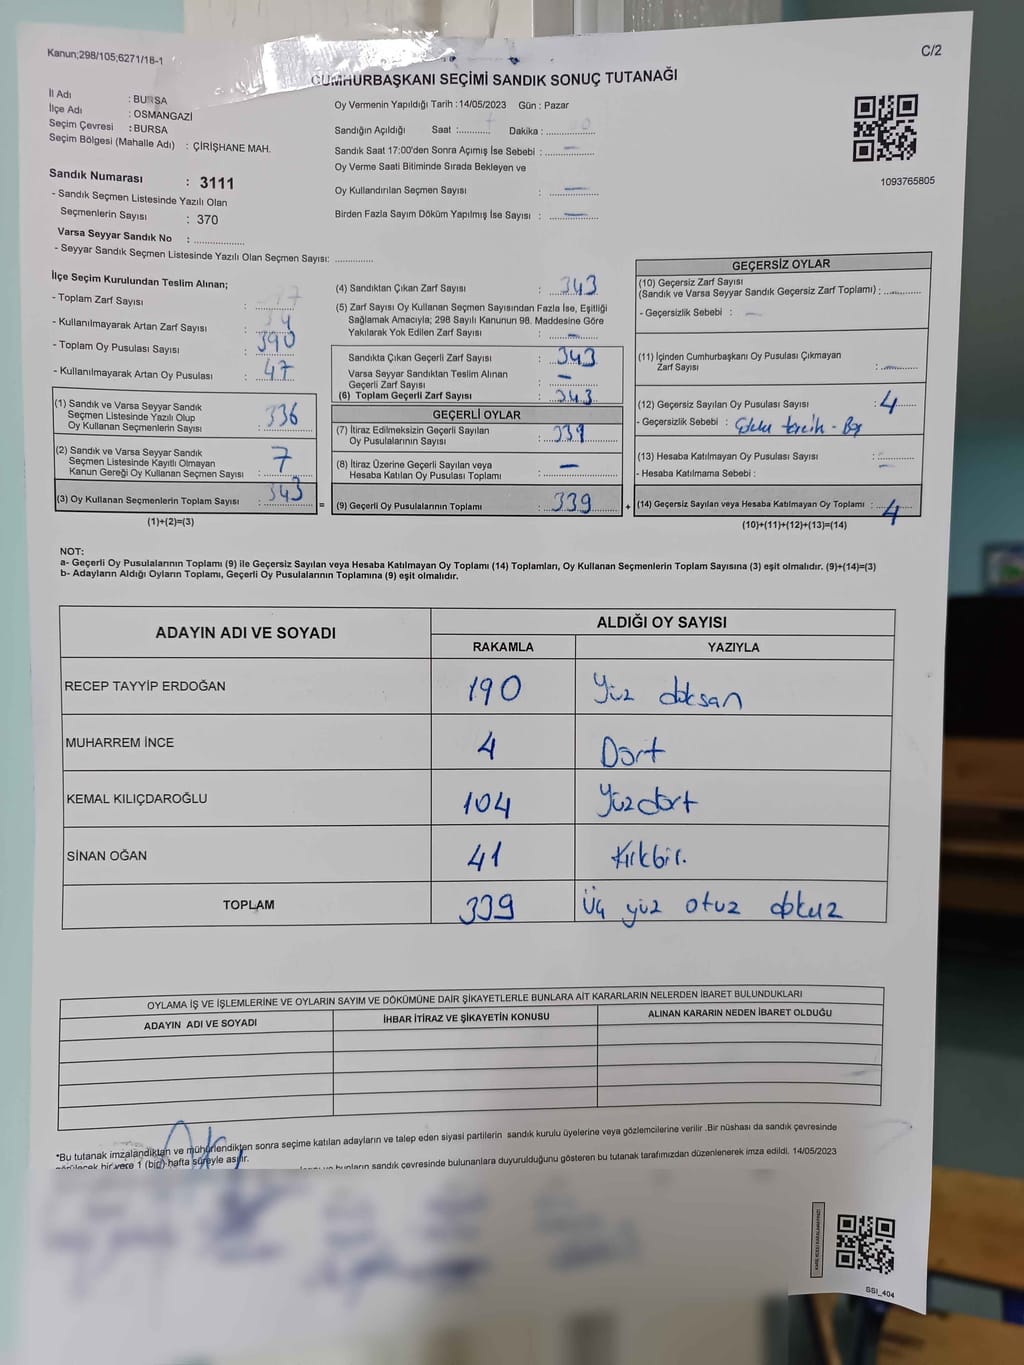 Kanun;298/105;6271/18-1
C/2
CUMHURBAŞKANI SEÇİMİ SANDIK SONUÇ TUTANAĞI
İl Adı : BURSA
İlçe Adı : OSMANGAZİ
Seçim Çevresi : BURSA
Seçim Bölgesi (Mahalle Adı) : ÇİRİŞHANE MAH.
Sandık Numarası : 3111
- Sandık Seçmen Listesinde Yazılı Olan
Seçmenlerin Sayısı : 370
Varsa Seyyar Sandık No : ................
- Seyyar Sandık Seçmen Listesinde Yazılı Olan Seçmen Sayısı: ............
Oy Vermenin Yapıldığı Tarih : 14/05/2023 Gün : Pazar
Sandığın Açıldığı Saat :.......... Dakika :
Sandık Saat 17:00'den Sonra Açımış İse Sebebi : —
Oy Verme Saati Bitiminde Sırada Bekleyen ve
Oy Kullandırılan Seçmen Sayısı : —
Birden Fazla Sayım Döküm Yapılmış İse Sayısı : —
1093765805
İlçe Seçim Kurulundan Teslim Alınan;
- Toplam Zarf Sayısı :
- Kullanılmayarak Artan Zarf Sayısı :
- Toplam Oy Pusulası Sayısı : 390
- Kullanılmayarak Artan Oy Pusulası : 47
(1) Sandık ve Varsa Seyyar Sandık
Seçmen Listesinde Yazılı Olup
Oy Kullanan Seçmenlerin Sayısı : 336
(2) Sandık ve Varsa Seyyar Sandık
Seçmen Listesinde Kayıtlı Olmayan
Kanun Gereği Oy Kullanan Seçmen Sayısı : 7
(3) Oy Kullanan Seçmenlerin Toplam Sayısı : 343
(1)+(2)=(3)
=
(4) Sandıktan Çıkan Zarf Sayısı : 343
(5) Zarf Sayısı Oy Kullanan Seçmen Sayısından Fazla İse, Eşitliği
Sağlamak Amacıyla; 298 Sayılı Kanunun 98. Maddesine Göre
Yakılarak Yok Edilen Zarf Sayısı : —
Sandıkta Çıkan Geçerli Zarf Sayısı : 343
Varsa Seyyar Sandıktan Teslim Alınan
Geçerli Zarf Sayısı : —
(6) Toplam Geçerli Zarf Sayısı : 343
GEÇERLİ OYLAR
(7) İtiraz Edilmeksizin Geçerli Sayılan
Oy Pusulalarının Sayısı : 339
(8) İtiraz Üzerine Geçerli Sayılan veya
Hesaba Katılan Oy Pusulası Toplamı : —
(9) Geçerli Oy Pusulalarının Toplamı : 339
+
GEÇERSİZ OYLAR
(10) Geçersiz Zarf Sayısı
(Sandık ve Varsa Seyyar Sandık Geçersiz Zarf Toplamı) :
- Geçersizlik Sebebi : —
(11) İçinden Cumhurbaşkanı Oy Pusulası Çıkmayan
Zarf Sayısı :
(12) Geçersiz Sayılan Oy Pusulası Sayısı : 4
- Geçersizlik Sebebi : tercih - Boş
(13) Hesaba Katılmayan Oy Pusulası Sayısı :
- Hesaba Katılmama Sebebi :
(14) Geçersiz Sayılan veya Hesaba Katılmayan Oy Toplamı : 4
(10)+(11)+(12)+(13)=(14)
NOT:
a- Geçerli Oy Pusulalarının Toplamı (9) ile Geçersiz Sayılan veya Hesaba Katılmayan Oy Toplamı (14) Toplamları, Oy Kullanan Seçmenlerin Toplam Sayısına (3) eşit olmalıdır. (9)+(14)=(3)
b- Adayların Aldığı Oyların Toplamı, Geçerli Oy Pusulalarının Toplamına (9) eşit olmalıdır.
ADAYIN ADI VE SOYADI ALDIĞI OY SAYISI
RAKAMLA YAZIYLA
RECEP TAYYİP ERDOĞAN 190 Yüz doksan
MUHARREM İNCE 4 Dört
KEMAL KILIÇDAROĞLU 104 Yüzdört
SİNAN OĞAN 41 Kırkbir.
TOPLAM 339 Üç yüz otuz dokuz
OYLAMA İŞ VE İŞLEMLERİNE VE OYLARIN SAYIM VE DÖKÜMÜNE DAİR ŞİKAYETLERLE BUNLARA AİT KARARLARIN NELERDEN İBARET BULUNDUKLARI
ADAYIN ADI VE SOYADI İHBAR İTİRAZ VE ŞİKAYETİN KONUSU ALINAN KARARIN NEDEN İBARET OLDUĞU
*Bu tutanak imzalandıktan ve mühürlendikten sonra seçime katılan adayların ve talep eden siyasi partilerin sandık kurulu üyelerine veya gözlemcilerine verilir .Bir nüshası da sandık çevresinde
görülecek bir yere 1 (bir) hafta süreyle asılır.
bunların sandık çevresinde bulunanlara duyurulduğunu gösteren bu tutanak tarafımızdan düzenlenerek imza edildi. 14/05/2023
SSİ_404